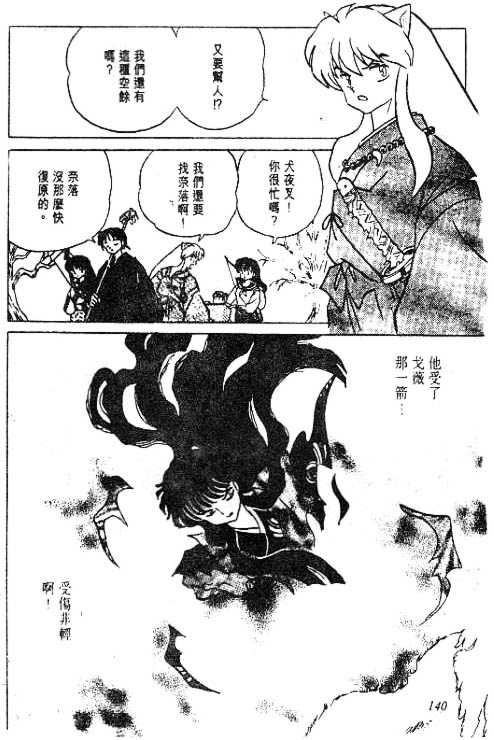 又要幫人!?
我們還有
這種空餘
嗎?
犬夜叉!
你很忙嗎?
我們還要
找奈落啊!
奈落
沒那麼快
復原的。
他受了
戈薇
那一箭…
受傷非輕
啊!
140